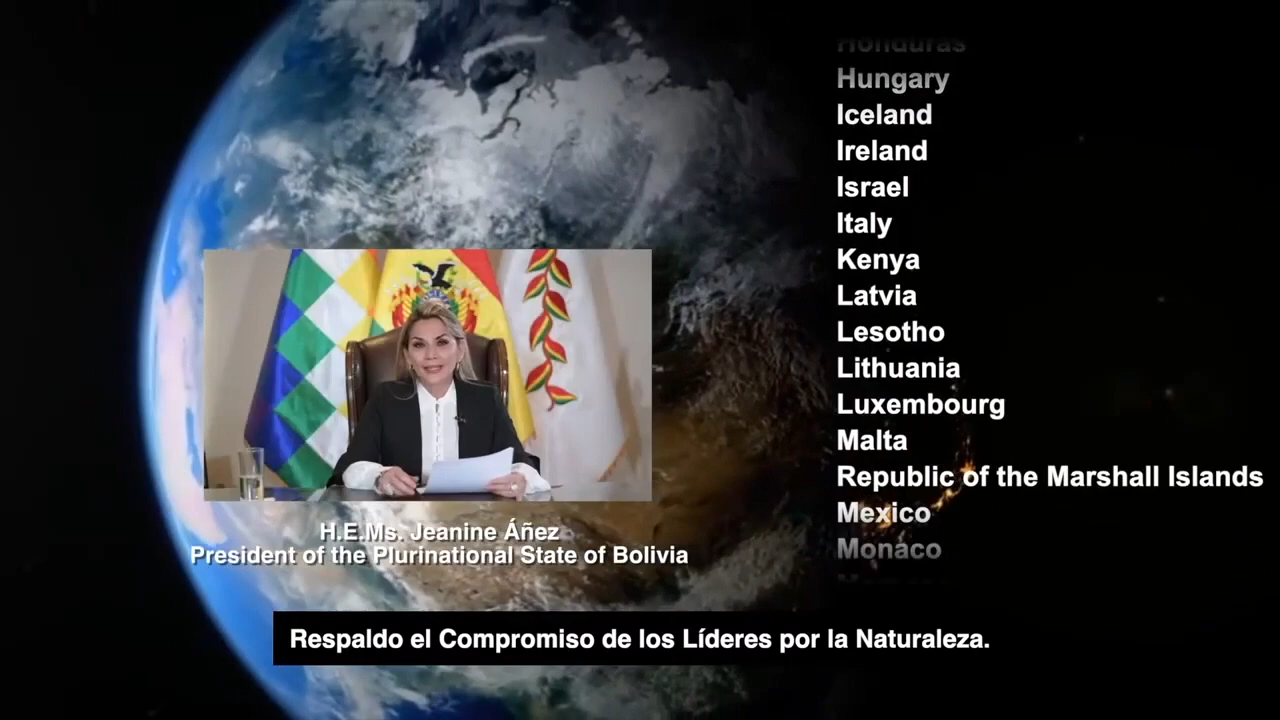 Honduras
Hungary
Iceland
Ireland
Israel
Italy
Kenya
Latvia
Lesotho
Lithuania
Luxembourg
Malta
Republic of the Marshall Islands
Mexico
Monaco
H.E.Ms. Jeanine Áñez
President of the Plurinational State of Bolivia
Respaldo el Compromiso de los Líderes por la Naturaleza.